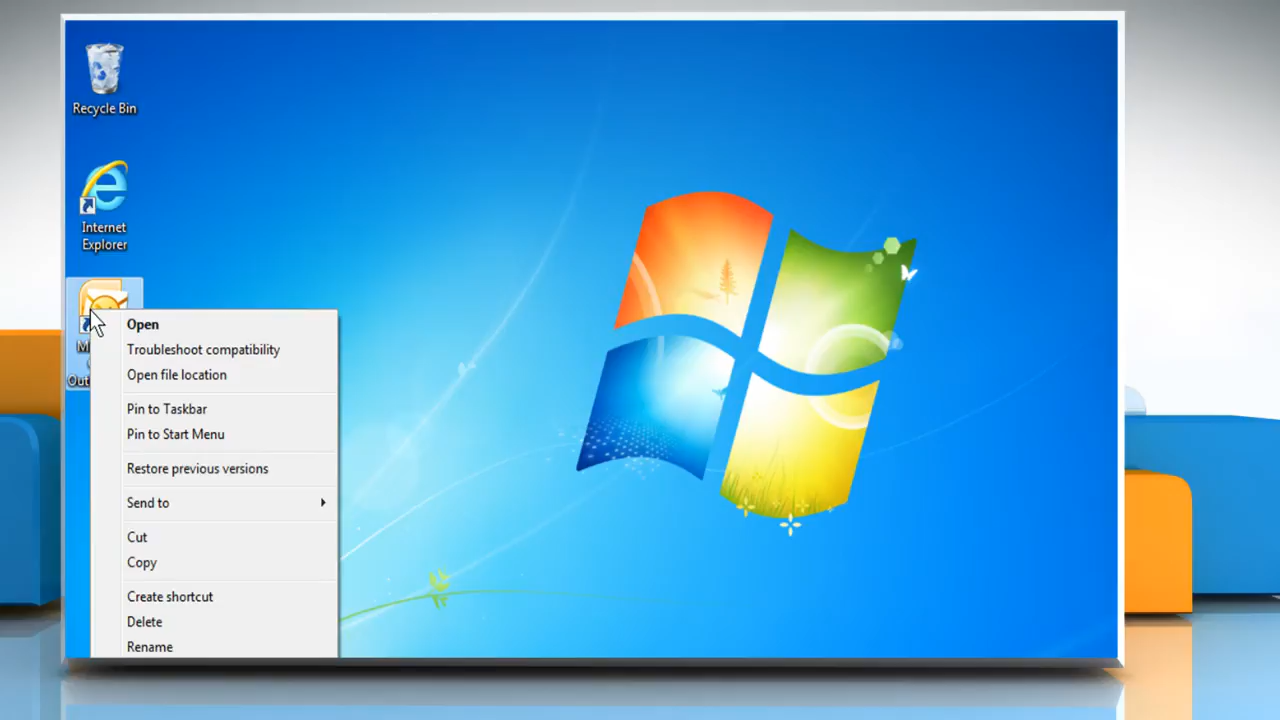 Recycle Bin
Internet
Explorer
Open
Troubleshoot compatibility
Open file location
Pin to Taskbar
Pin to Start Menu
Restore previous versions
Send to
Cut
Copy
Create shortcut
Delete
Rename